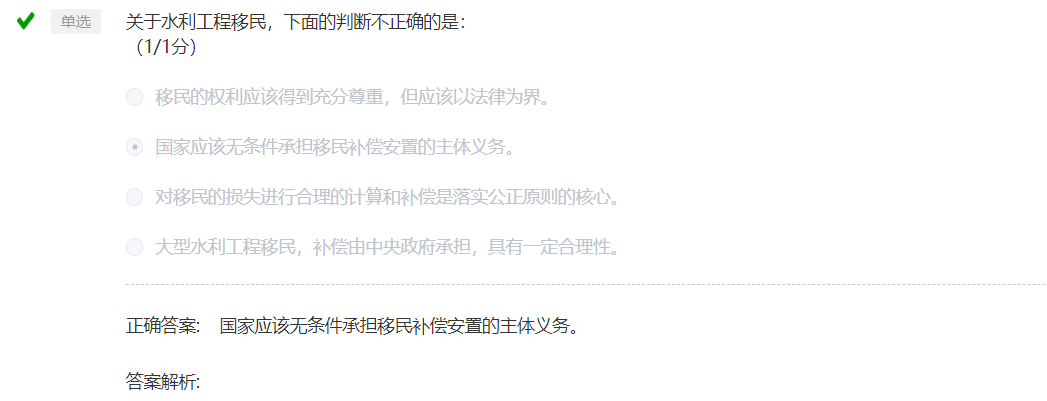 单选 关于水利工程移民，下面的判断不正确的是：
（1/1分）
移民的权利应该得到充分尊重，但应该以法律为界。
国家应该无条件承担移民补偿安置的主体义务。
对移民的损失进行合理的计算和补偿是落实公正原则的核心。
大型水利工程移民，补偿由中央政府承担，具有一定合理性。
正确答案: 国家应该无条件承担移民补偿安置的主体义务。
答案解析: